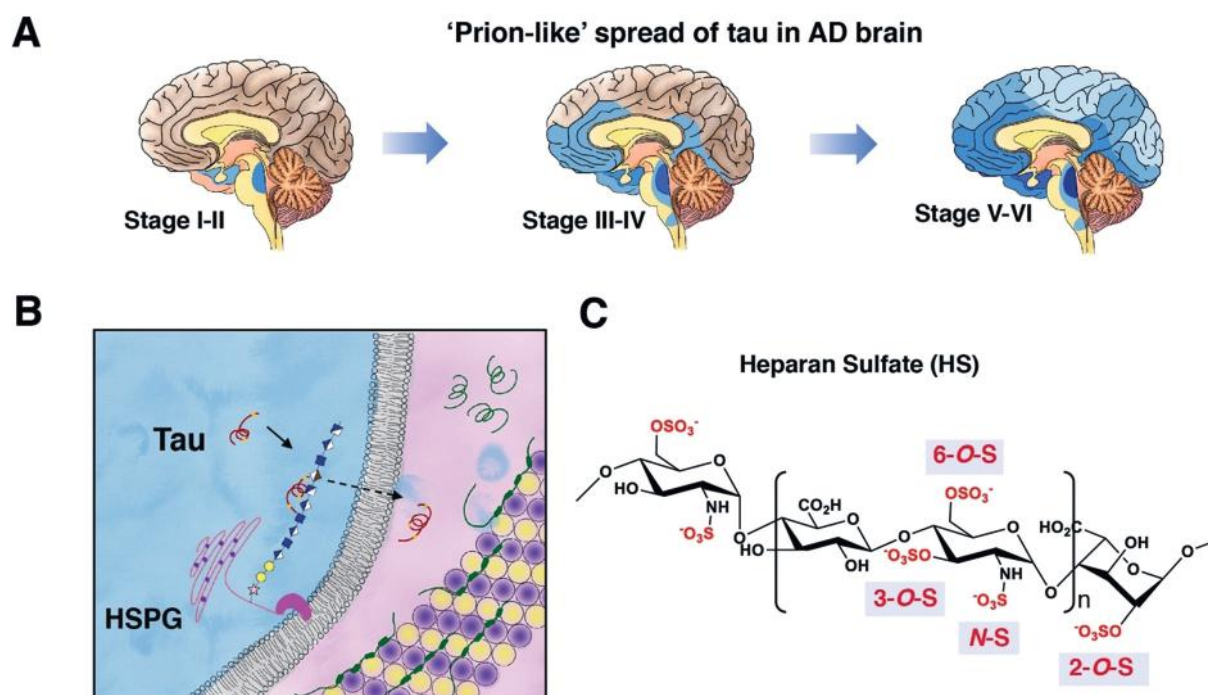 A
'Prion-like' spread of tau in AD brain
Stage I-II
Stage III-IV
Stage V-VI
B
Tau
HSPG
C
Heparan Sulfate (HS)
OSO₃⁻
O
O
HO
NH
⁻O₃S
O
CO₂H
O
HO
OH
O
6-O-S
OSO₃⁻
O
⁻O₃SO
NH
⁻O₃S
O
3-O-S
N-S
n
HO₂C
OH
O
O
⁻O₃SO
2-O-S